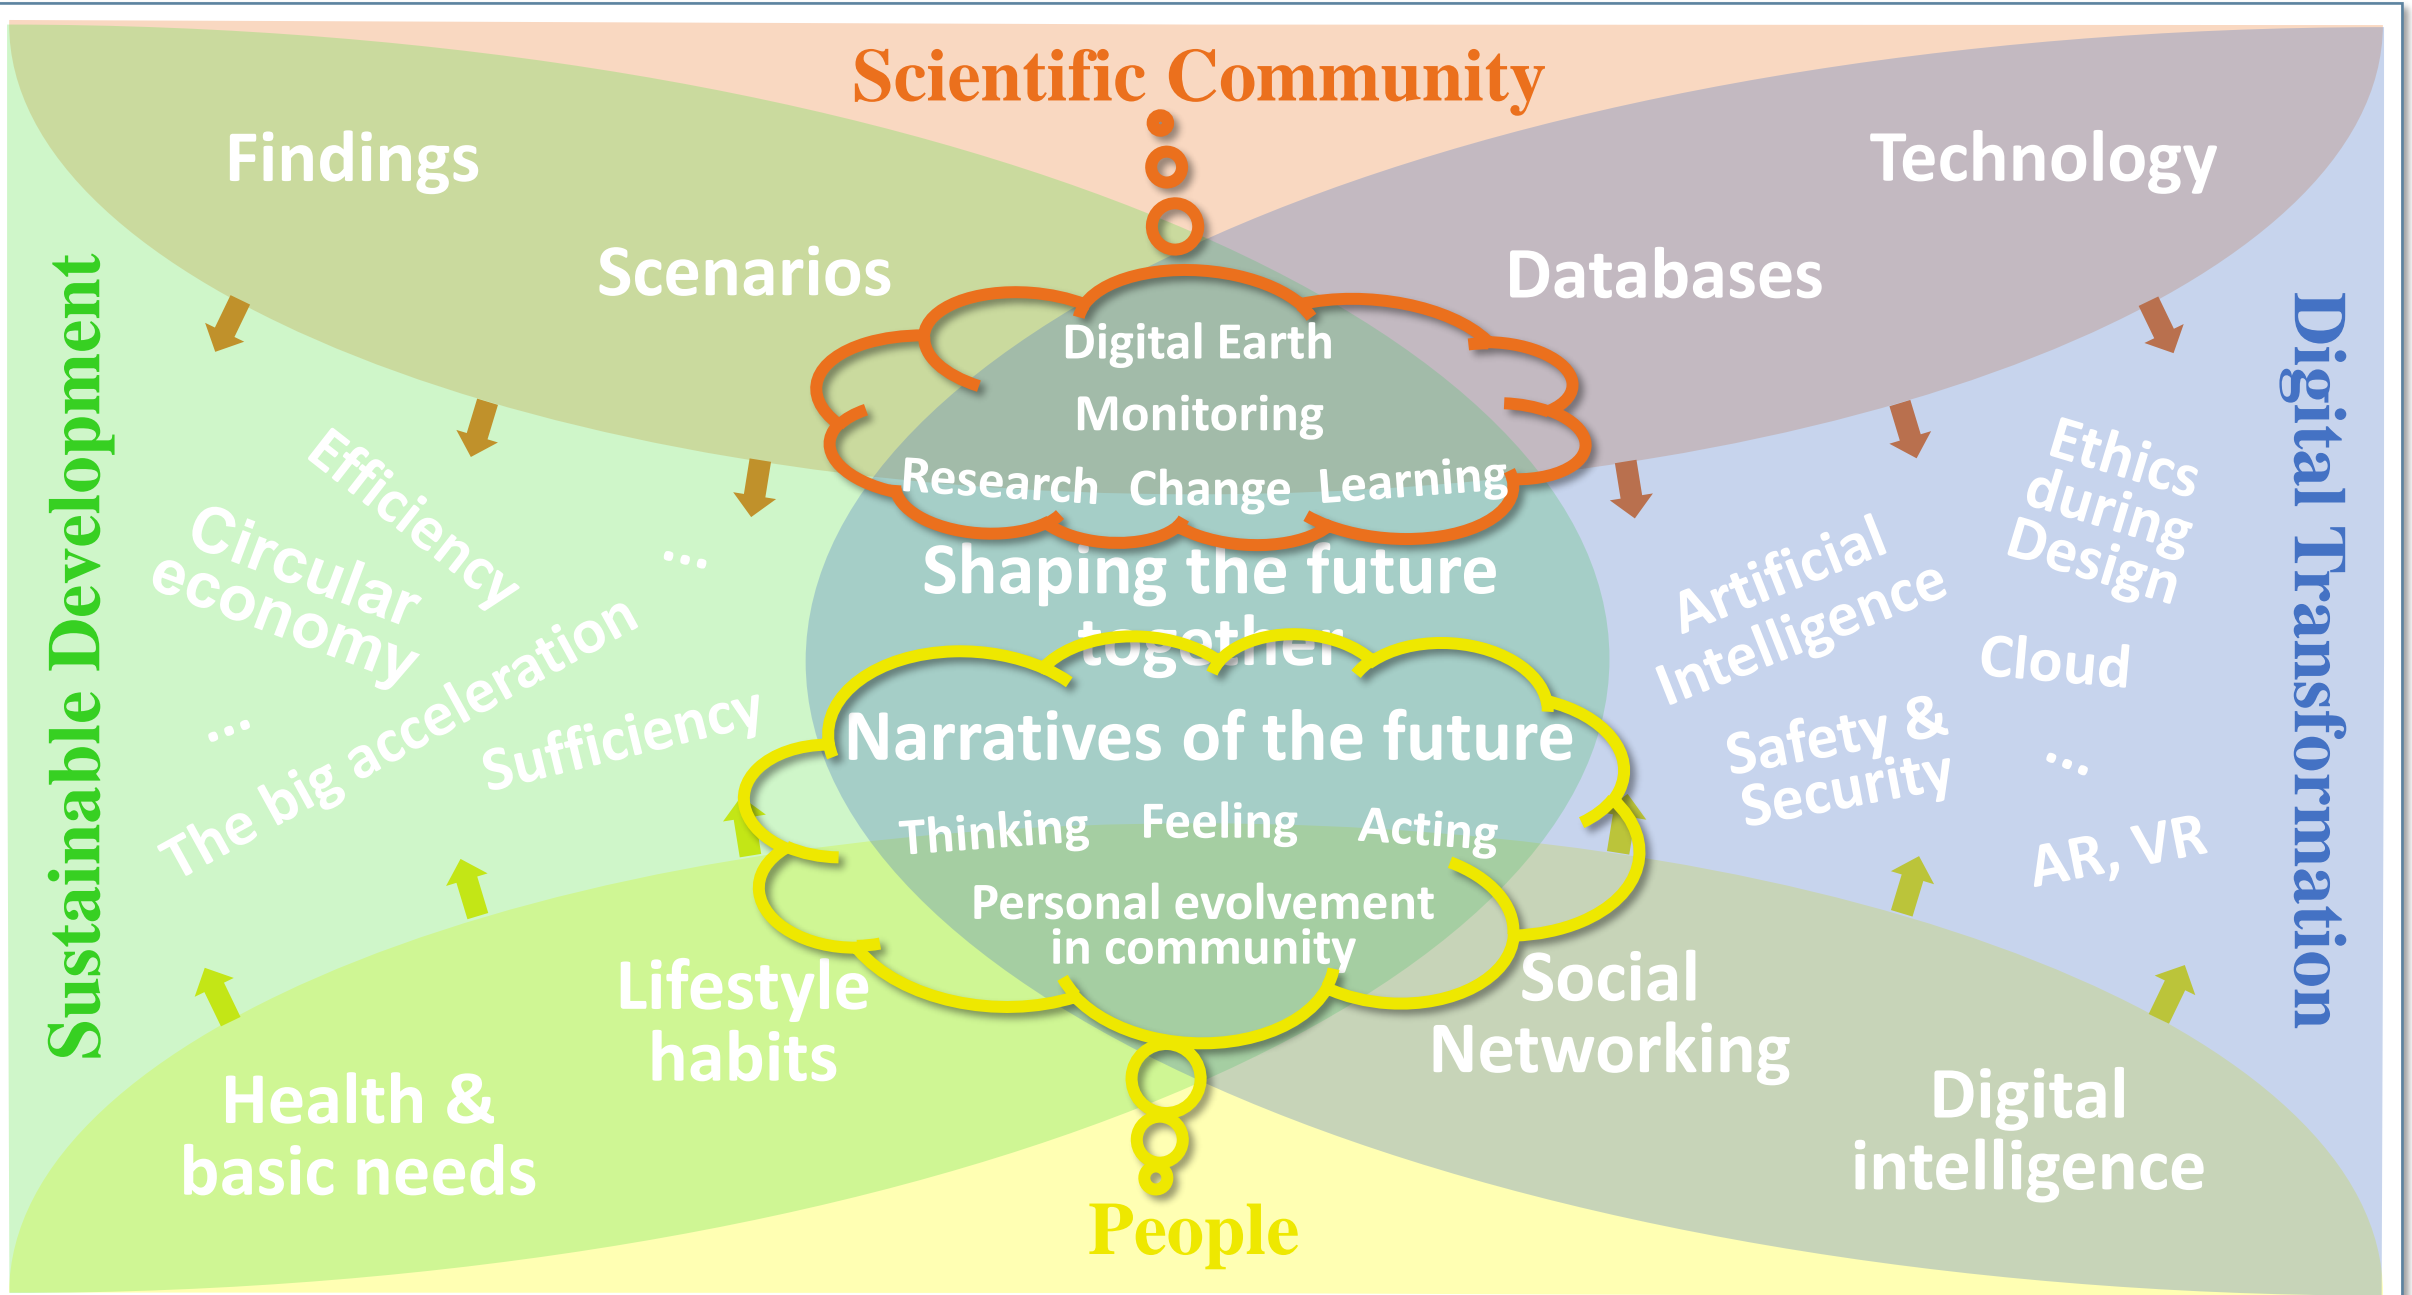 Scientific Community
Findings
Technology
Scenarios
Databases
Digital Earth
Monitoring
Research Change Learning
Sustainable Development
Efficiency
Circular
economy
...
...
The big acceleration
Sufficiency
Shaping the future
together
Narratives of the future
Thinking Feeling Acting
Personal evolvement
in community
Ethics
during
Design
Artificial
Intelligence
Cloud
Safety &
Security
...
AR, VR
Digital Transformation
Lifestyle
habits
Health &
basic needs
Social
Networking
Digital
intelligence
People